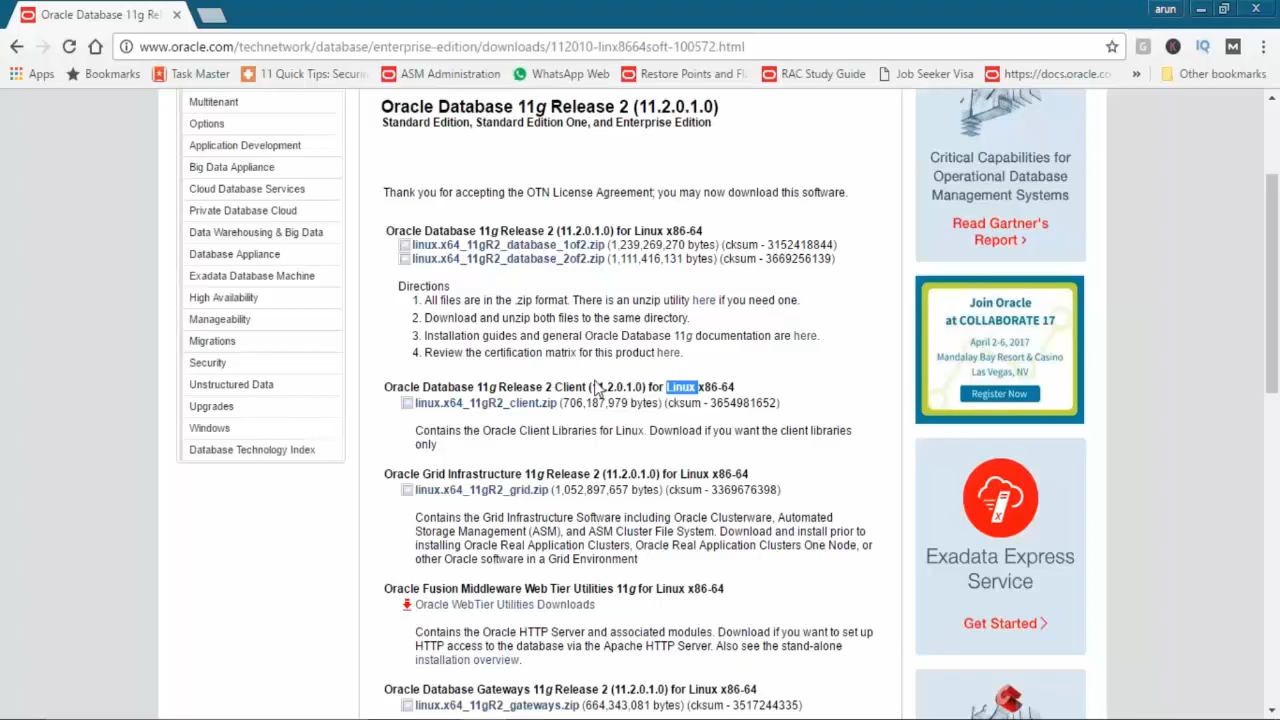 Oracle Database 11g Rel
arun
www.oracle.com/technetwork/database/enterprise-edition/downloads/112010-linx8664soft-100572.html
Apps
Bookmarks
Task Master
11 Quick Tips: Securi
ASM Administration
WhatsApp Web
Restore Points and Fl
RAC Study Guide
Job Seeker Visa
https://docs.oracle.co
»
Other bookmarks
Multitenant
Options
Application Development
Big Data Appliance
Cloud Database Services
Private Database Cloud
Data Warehousing & Big Data
Database Appliance
Exadata Database Machine
High Availability
Manageability
Migrations
Security
Unstructured Data
Upgrades
Windows
Database Technology Index
Oracle Database 11g Release 2 (11.2.0.1.0)
Standard Edition, Standard Edition One, and Enterprise Edition
Thank you for accepting the OTN License Agreement; you may now download this software.
Oracle Database 11g Release 2 (11.2.0.1.0) for Linux x86-64
linux.x64_11gR2_database_1of2.zip (1,239,269,270 bytes) (cksum - 3152418844)
linux.x64_11gR2_database_2of2.zip (1,111,416,131 bytes) (cksum - 3669256139)
Directions
1. All files are in the .zip format. There is an unzip utility here if you need one.
2. Download and unzip both files to the same directory.
3. Installation guides and general Oracle Database 11g documentation are here.
4. Review the certification matrix for this product here.
Oracle Database 11g Release 2 Client (11.2.0.1.0) for Linux x86-64
linux.x64_11gR2_client.zip (706,187,979 bytes) (cksum - 3654981652)
Contains the Oracle Client Libraries for Linux. Download if you want the client libraries
only
Oracle Grid Infrastructure 11g Release 2 (11.2.0.1.0) for Linux x86-64
linux.x64_11gR2_grid.zip (1,052,897,657 bytes) (cksum - 3369676398)
Contains the Grid Infrastructure Software including Oracle Clusterware, Automated
Storage Management (ASM), and ASM Cluster File System. Download and install prior to
installing Oracle Real Application Clusters, Oracle Real Application Clusters One Node, or
other Oracle software in a Grid Environment
Oracle Fusion Middleware Web Tier Utilities 11g for Linux x86-64
Oracle WebTier Utilities Downloads
Contains the Oracle HTTP Server and associated modules. Download if you want to set up
HTTP access to the database via the Apache HTTP Server. Also see the stand-alone
installation overview.
Oracle Database Gateways 11g Release 2 (11.2.0.1.0) for Linux x86-64
linux.x64_11gR2_gateways.zip (664,343,081 bytes) (cksum - 3517244335)
Critical Capabilities for
Operational Database
Management Systems
Read Gartner's
Report >
Join Oracle
at COLLABORATE 17
April 2-6, 2017
Mandalay Bay Resort & Casino
Las Vegas, NV
Register Now
X
Exadata Express
Service
Get Started >